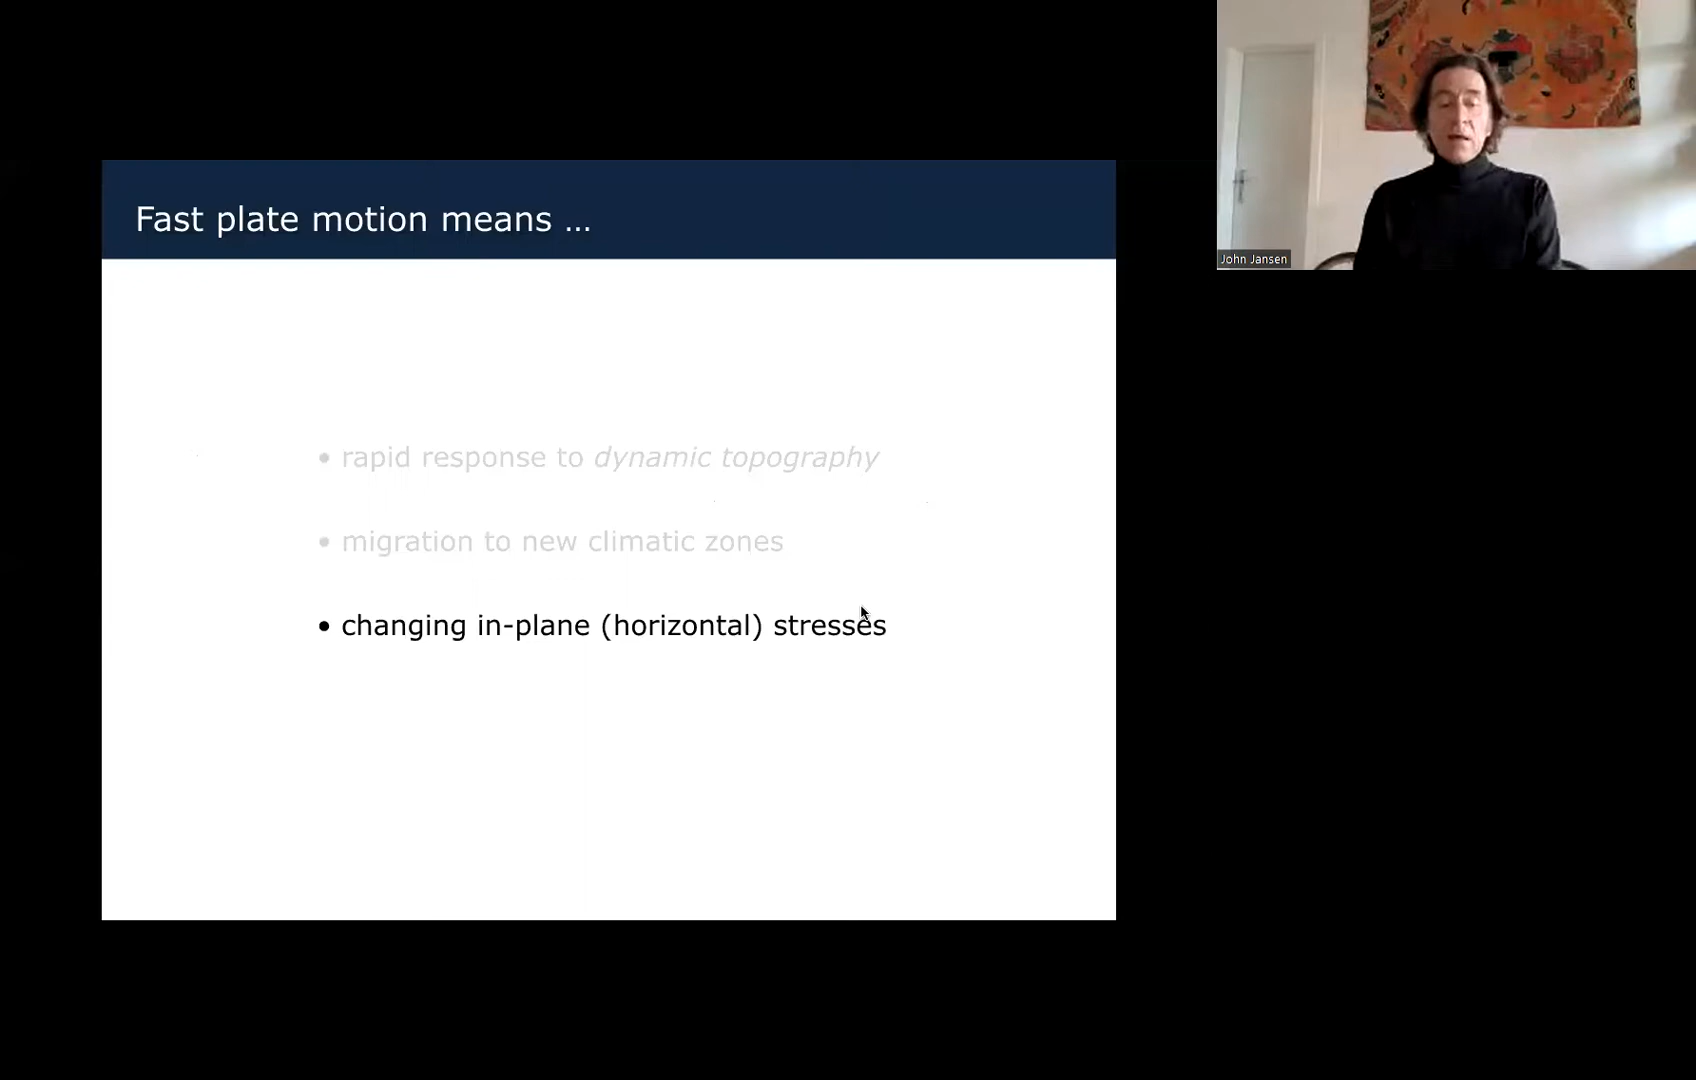 Fast plate motion means ...
• rapid response to dynamic topography
• migration to new climatic zones
• changing in-plane (horizontal) stresses
John Jansen